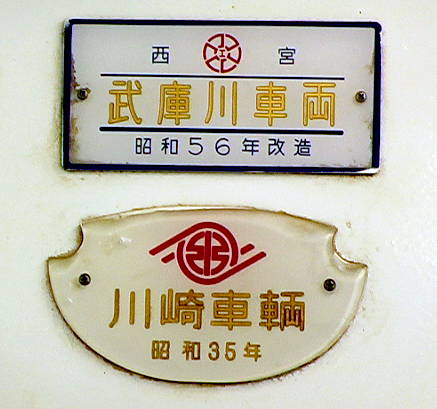 西 宮
武庫川車両
昭和56年改造
川崎車輌
昭和35年